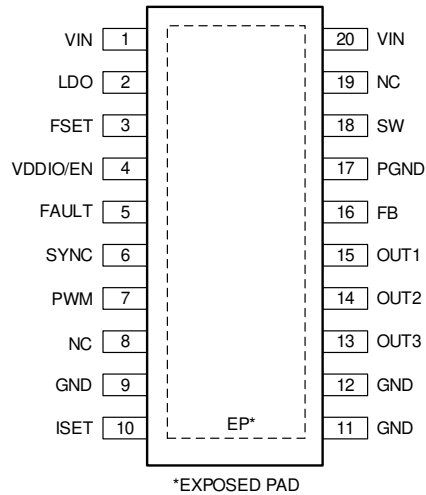 VIN 1 20 VIN
LDO 2 19 NC
FSET 3 18 SW
VDDIO/EN 4 17 PGND
FAULT 5 16 FB
SYNC 6 15 OUT1
PWM 7 14 OUT2
NC 8 13 OUT3
GND 9 12 GND
ISET 10 EP* 11 GND
*EXPOSED PAD